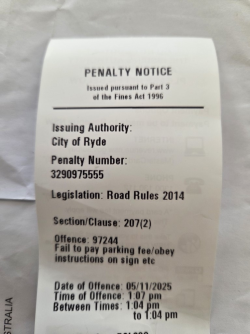 PENALTY NOTICE
Issued pursuant to Part 3
of the Fines Act 1996
Issuing Authority:
City of Ryde
Penalty Number:
3290975555
Legislation: Road Rules 2014
Section/Clause: 207(2)
Offence: 97244
Fail to pay parking fee/obey
instructions on sign etc
Date of Offence: 05/11/2025
Time of Offence: 1:07 pm
Between Times: 1:04 pm
to 1:04 pm
STRALIA